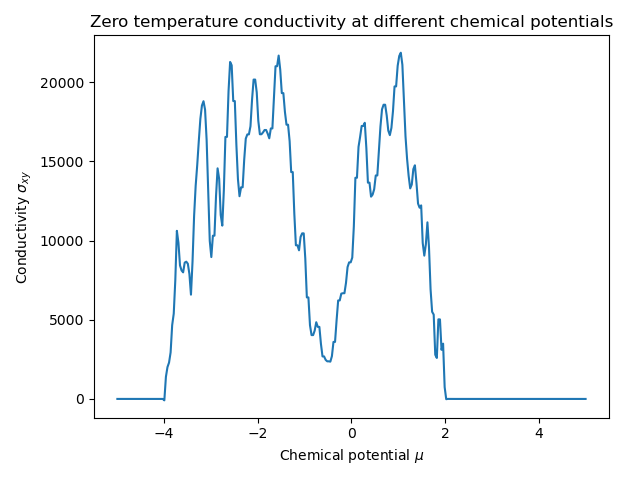 Zero temperature conductivity at different chemical potentials
20000
15000
10000
5000
0
Conductivity σ_xy
−4 −2 0 2 4
Chemical potential μ